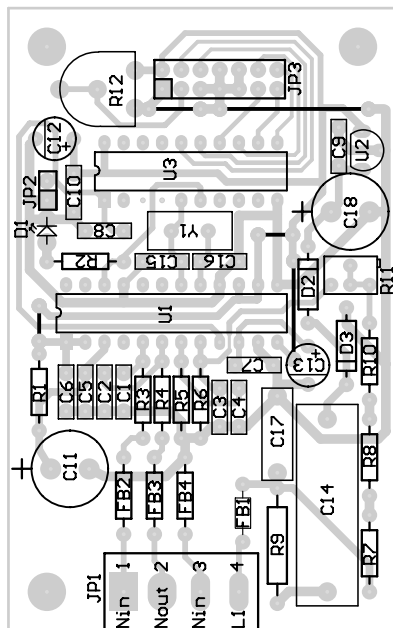 R12
JP3
C12
C9
U2
U3
JP2
C10
C18
D1
C8
Y1
R2
C15
C16
D2
R11
U1
D3
R10
C7
C13
R1
C6
C5
C2
C1
R3
R4
R5
R6
C3
C4
C17
C11
R8
C14
FB2
FB3
FB4
FB1
R9
R7
JP1
1
2
3
4
Nin
Nout
Nin
L1